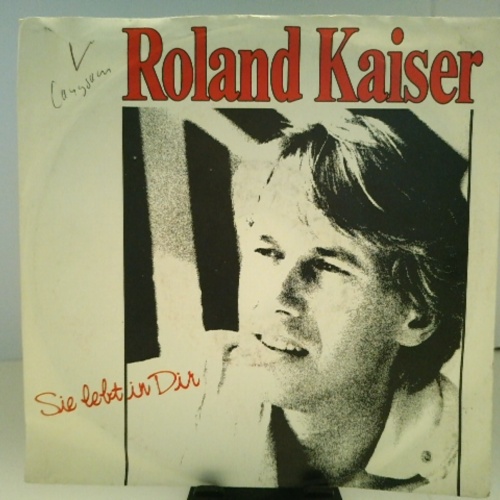 Roland Kaiser
Sie lebt in Dir